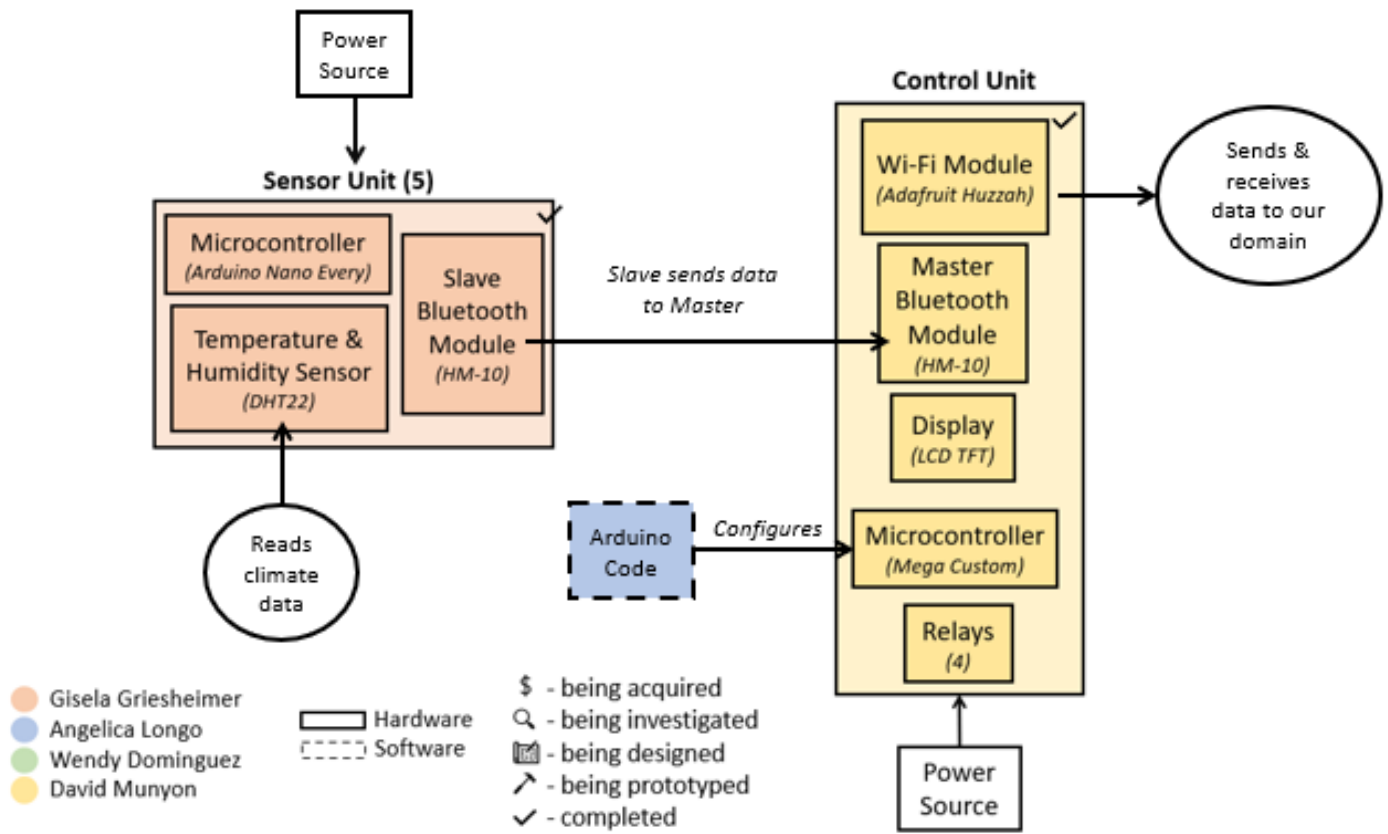 Power
Source
Sensor Unit (5)
Microcontroller
(Arduino Nano Every)
Temperature &
Humidity Sensor
(DHT22)
Slave
Bluetooth
Module
(HM-10)
Reads
climate
data
Slave sends data
to Master
Arduino
Code
Configures
Control Unit
Wi-Fi Module
(Adafruit Huzzah)
Master
Bluetooth
Module
(HM-10)
Display
(LCD TFT)
Microcontroller
(Mega Custom)
Relays
(4)
Power
Source
Sends &
receives
data to our
domain
Gisela Griesheimer
Angelica Longo
Wendy Dominguez
David Munyon
Hardware
Software
$ - being acquired
- being investigated
- being designed
- being prototyped
- completed